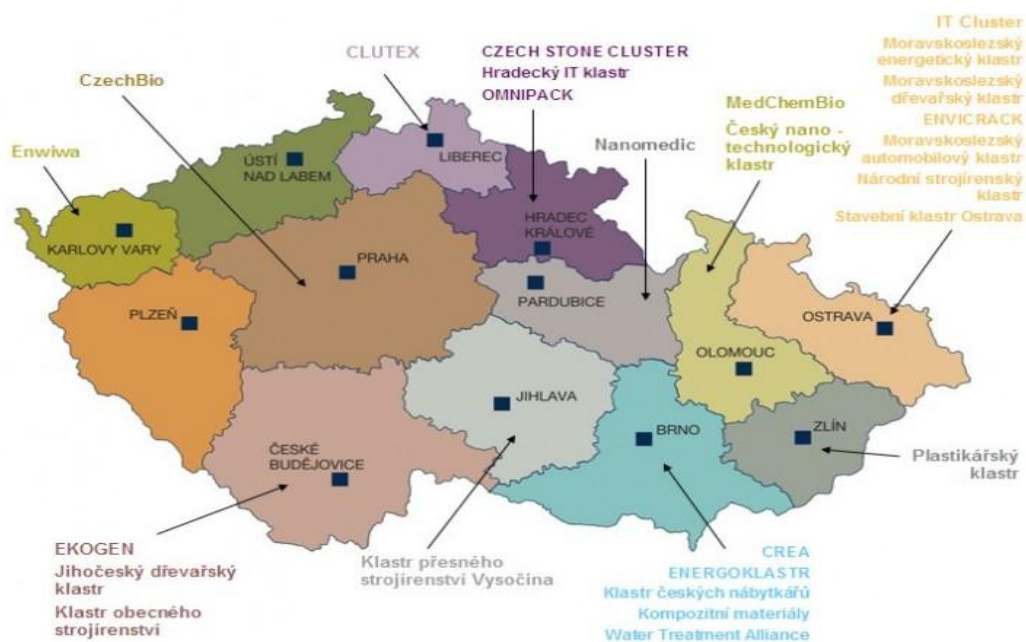 IT Cluster
Moravskoslezský
energetický klastr
Moravskoslezský
dřevařský klastr
ENVICRACK
Moravskoslezský
automobilový klastr
Národní strojírenský
klastr
Stavební klastr Ostrava
CLUTEX
CZECH STONE CLUSTER
Hradecký IT klastr
OMNIPACK
CzechBio
MedChemBio
Český nano -
technologický
klastr
Enwiwa
Nanomedic
ÚSTÍ
NAD LABEM
LIBEREC
HRADEC
KRÁLOVÉ
KARLOVY VARY
PRAHA
PARDUBICE
PLZEŇ
OSTRAVA
OLOMOUC
JIHLAVA
BRNO
ZLÍN
ČESKÉ
BUDĚJOVICE
Plastikářský
klastr
EKOGEN
Jihočeský dřevařský
klastr
Klastr obecného
strojírenství
Klastr přesného
strojírenství Vysočina
CREA
ENERGOKLASTR
Klastr českých nábytkářů
Kompozitní materiály
Water Treatment Alliance